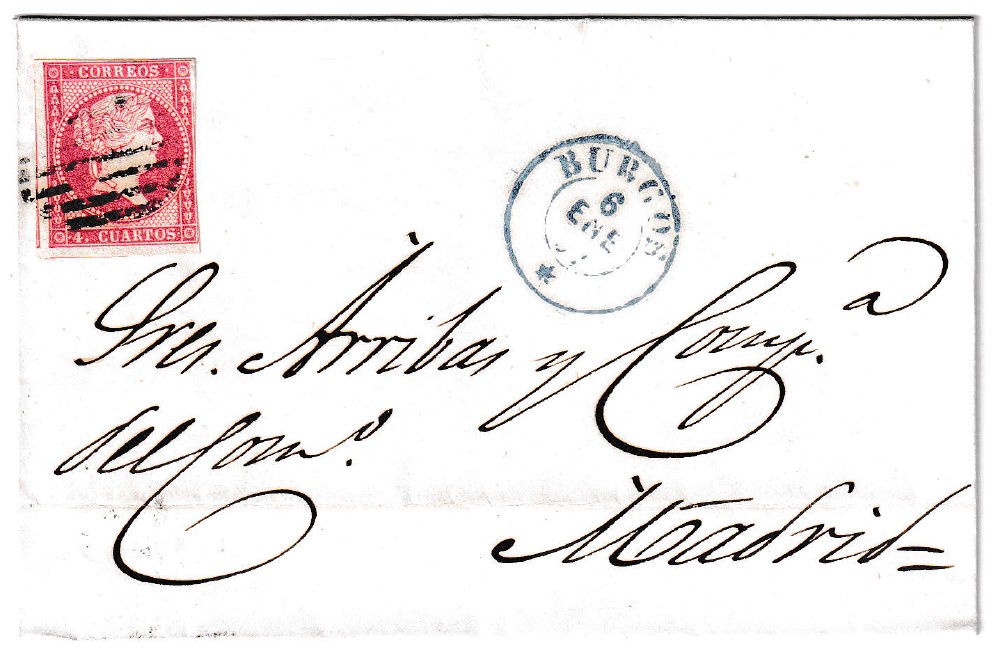 CORREOS
4. CUARTOS
BURGOS.
6
ENE
Sres. Arribas y Comp.ª
del Com.º
Madrid=